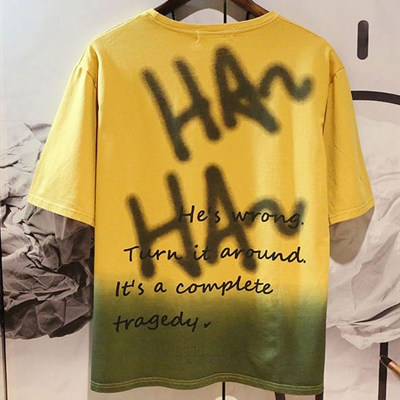 HA~
HA~
He's wrong.
Turn it around.
It's a complete
tragedy.